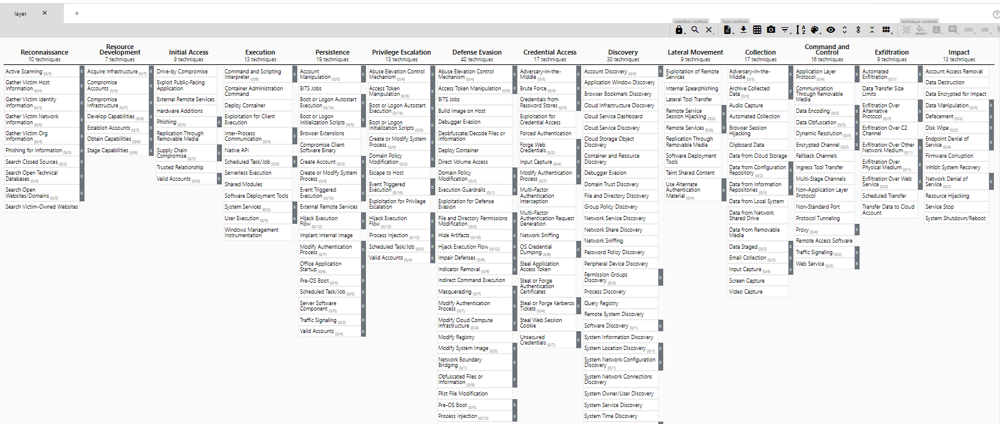 layer
selection controls
layer controls
technique controls
Reconnaissance
10 techniques
Active Scanning (0/3)
Gather Victim Host
Information (0/4)
Gather Victim Identity
Information (0/3)
Gather Victim Network
Information (0/6)
Gather Victim Org
Information (0/4)
Phishing for Information (0/3)
Search Closed Sources (0/2)
Search Open Technical
Databases (0/5)
Search Open
Websites/Domains (0/3)
Search Victim-Owned Websites
Resource
Development
7 techniques
Acquire Infrastructure (0/7)
Compromise
Accounts (0/3)
Compromise
Infrastructure (0/7)
Develop Capabilities (0/4)
Establish Accounts (0/3)
Obtain Capabilities (0/6)
Stage Capabilities (0/6)
Initial Access
9 techniques
Drive-by Compromise
Exploit Public-Facing
Application
External Remote Services
Hardware Additions
Phishing (0/3)
Replication Through
Removable Media
Supply Chain
Compromise (0/3)
Trusted Relationship
Valid Accounts (0/4)
Execution
13 techniques
Command and Scripting
Interpreter (0/8)
Container Administration
Command
Deploy Container
Exploitation for Client
Execution
Inter-Process
Communication (0/3)
Native API
Scheduled Task/Job (0/5)
Serverless Execution
Shared Modules
Software Deployment Tools
System Services (0/2)
User Execution (0/3)
Windows Management
Instrumentation
Persistence
19 techniques
Account
Manipulation (0/5)
BITS Jobs
Boot or Logon Autostart
Execution (0/14)
Boot or Logon
Initialization Scripts (0/5)
Browser Extensions
Compromise Client
Software Binary
Create Account (0/3)
Create or Modify System
Process (0/4)
Event Triggered
Execution (0/16)
External Remote Services
Hijack Execution
Flow (0/12)
Implant Internal Image
Modify Authentication
Process (0/7)
Office Application
Startup (0/6)
Pre-OS Boot (0/5)
Scheduled Task/Job (0/5)
Server Software
Component (0/5)
Traffic Signaling (0/2)
Valid Accounts (0/4)
Privilege Escalation
13 techniques
Abuse Elevation Control
Mechanism (0/4)
Access Token
Manipulation (0/5)
Boot or Logon Autostart
Execution (0/14)
Boot or Logon
Initialization Scripts (0/5)
Create or Modify System
Process (0/4)
Domain Policy
Modification (0/2)
Escape to Host
Event Triggered
Execution (0/16)
Exploitation for Privilege
Escalation
Hijack Execution
Flow (0/12)
Process Injection (0/12)
Scheduled Task/Job (0/5)
Valid Accounts (0/4)
Defense Evasion
42 techniques
Abuse Elevation Control
Mechanism (0/4)
Access Token Manipulation (0/5)
BITS Jobs
Build Image on Host
Debugger Evasion
Deobfuscate/Decode Files or
Information
Deploy Container
Direct Volume Access
Domain Policy
Modification (0/2)
Execution Guardrails (0/1)
Exploitation for Defense
Evasion
File and Directory Permissions
Modification (0/2)
Hide Artifacts (0/10)
Hijack Execution Flow (0/12)
Impair Defenses (0/9)
Indicator Removal (0/9)
Indirect Command Execution
Masquerading (0/7)
Modify Authentication
Process (0/7)
Modify Cloud Compute
Infrastructure (0/4)
Modify Registry
Modify System Image (0/2)
Network Boundary
Bridging (0/1)
Obfuscated Files or
Information (0/9)
Plist File Modification
Pre-OS Boot (0/5)
Process Injection (0/12)
Credential Access
17 techniques
Adversary-in-the-
Middle (0/3)
Brute Force (0/4)
Credentials from
Password Stores (0/5)
Exploitation for
Credential Access
Forced Authentication
Forge Web
Credentials (0/2)
Input Capture (0/4)
Modify Authentication
Process (0/7)
Multi-Factor
Authentication
Interception
Multi-Factor
Authentication Request
Generation
Network Sniffing
OS Credential
Dumping (0/8)
Steal Application
Access Token
Steal or Forge
Authentication
Certificates
Steal or Forge Kerberos
Tickets (0/4)
Steal Web Session
Cookie
Unsecured
Credentials (0/7)
Discovery
30 techniques
Account Discovery (0/4)
Application Window Discovery
Browser Bookmark Discovery
Cloud Infrastructure Discovery
Cloud Service Dashboard
Cloud Service Discovery
Cloud Storage Object
Discovery
Container and Resource
Discovery
Debugger Evasion
Domain Trust Discovery
File and Directory Discovery
Group Policy Discovery
Network Service Discovery
Network Share Discovery
Network Sniffing
Password Policy Discovery
Peripheral Device Discovery
Permission Groups
Discovery (0/3)
Process Discovery
Query Registry
Remote System Discovery
Software Discovery (0/1)
System Information Discovery
System Location Discovery (0/1)
System Network Configuration
Discovery (0/1)
System Network Connections
Discovery
System Owner/User Discovery
System Service Discovery
System Time Discovery
Lateral Movement
9 techniques
Exploitation of Remote
Services
Internal Spearphishing
Lateral Tool Transfer
Remote Service
Session Hijacking (0/2)
Remote Services (0/6)
Replication Through
Removable Media
Software Deployment
Tools
Taint Shared Content
Use Alternate
Authentication
Material (0/4)
Collection
17 techniques
Adversary-in-the-
Middle (0/3)
Archive Collected
Data (0/3)
Audio Capture
Automated Collection
Browser Session
Hijacking
Clipboard Data
Data from Cloud Storage
Data from Configuration
Repository (0/2)
Data from Information
Repositories (0/3)
Data from Local System
Data from Network
Shared Drive
Data from Removable
Media
Data Staged (0/2)
Email Collection (0/3)
Input Capture (0/4)
Screen Capture
Video Capture
Command and
Control
16 techniques
Application Layer
Protocol (0/4)
Communication
Through Removable
Media
Data Encoding (0/2)
Data Obfuscation (0/3)
Dynamic Resolution (0/3)
Encrypted Channel (0/2)
Fallback Channels
Ingress Tool Transfer
Multi-Stage Channels
Non-Application Layer
Protocol
Non-Standard Port
Protocol Tunneling
Proxy (0/4)
Remote Access Software
Traffic Signaling (0/2)
Web Service (0/3)
Exfiltration
9 techniques
Automated
Exfiltration (0/1)
Data Transfer Size
Limits
Exfiltration Over
Alternative
Protocol (0/3)
Exfiltration Over C2
Channel
Exfiltration Over Other
Network Medium (0/1)
Exfiltration Over
Physical Medium (0/1)
Exfiltration Over Web
Service (0/2)
Scheduled Transfer
Transfer Data to Cloud
Account
Impact
13 techniques
Account Access Removal
Data Destruction
Data Encrypted for Impact
Data Manipulation (0/3)
Defacement (0/2)
Disk Wipe (0/2)
Endpoint Denial of
Service (0/4)
Firmware Corruption
Inhibit System Recovery
Network Denial of
Service (0/2)
Resource Hijacking
Service Stop
System Shutdown/Reboot